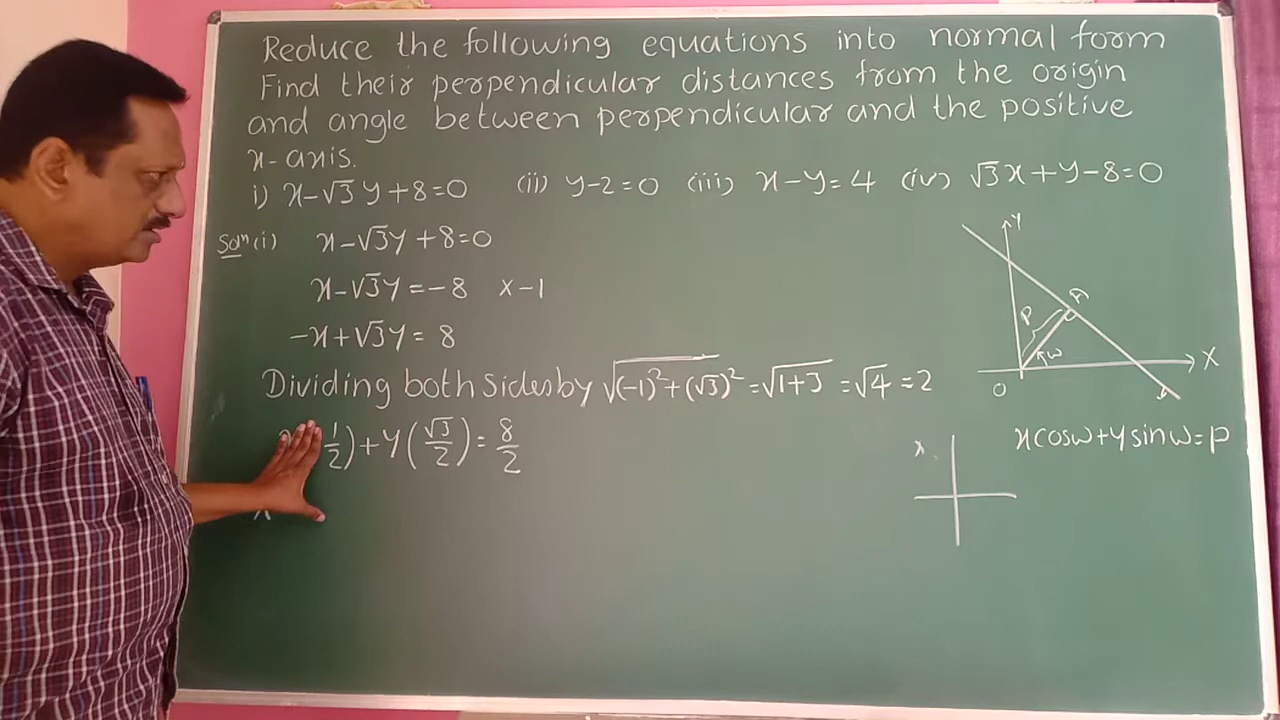 Reduce the following equations into normal form
Find their perpendicular distances from the origin
and angle between perpendicular and the positive
x-axis.
i) x-√3y+8=0 (ii) y-2=0 (iii) x-y=4 (iv) √3x+y-8=0
Soln (i) x-√3y+8=0
x-√3y=-8 x-1
-x+√3y=8
Dividing both sides by √(-1)²+(√3)² =√1+3 =√4 =2
1/2)+y(√3/2)=8/2
x
Y
P
ω
X
O
xcosω+ysinω=p
x